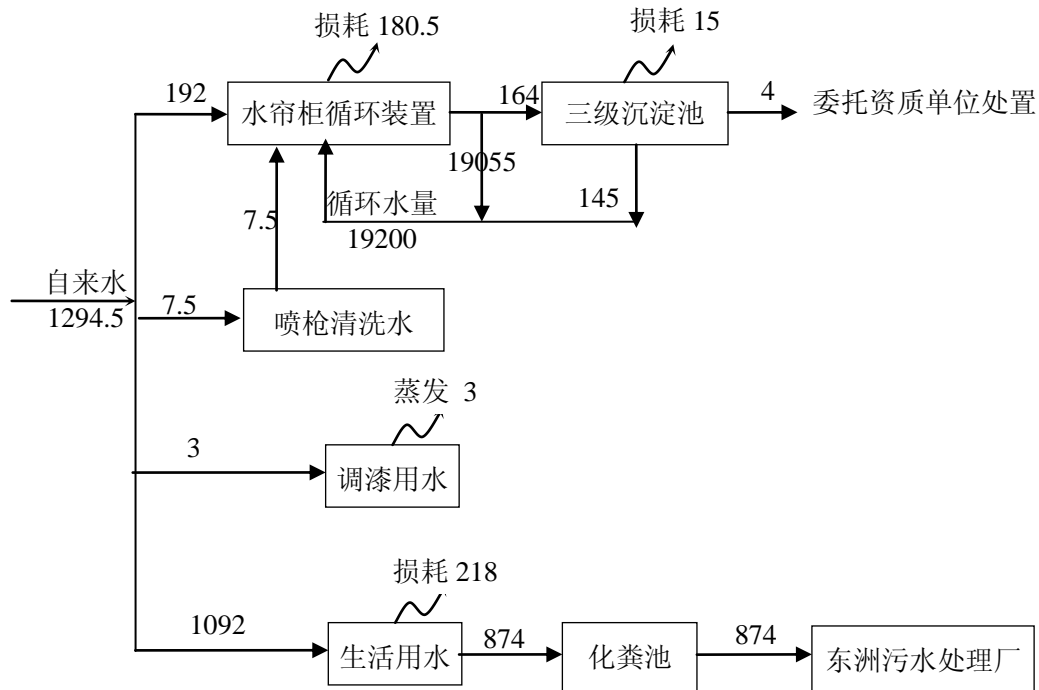 损耗 180.5
损耗 15
192
水帘柜循环装置
164
三级沉淀池
4
委托资质单位处置
19055
7.5
循环水量
19200
145
自来水
1294.5
7.5
喷枪清洗水
蒸发 3
3
调漆用水
损耗 218
1092
生活用水
874
化粪池
874
东洲污水处理厂